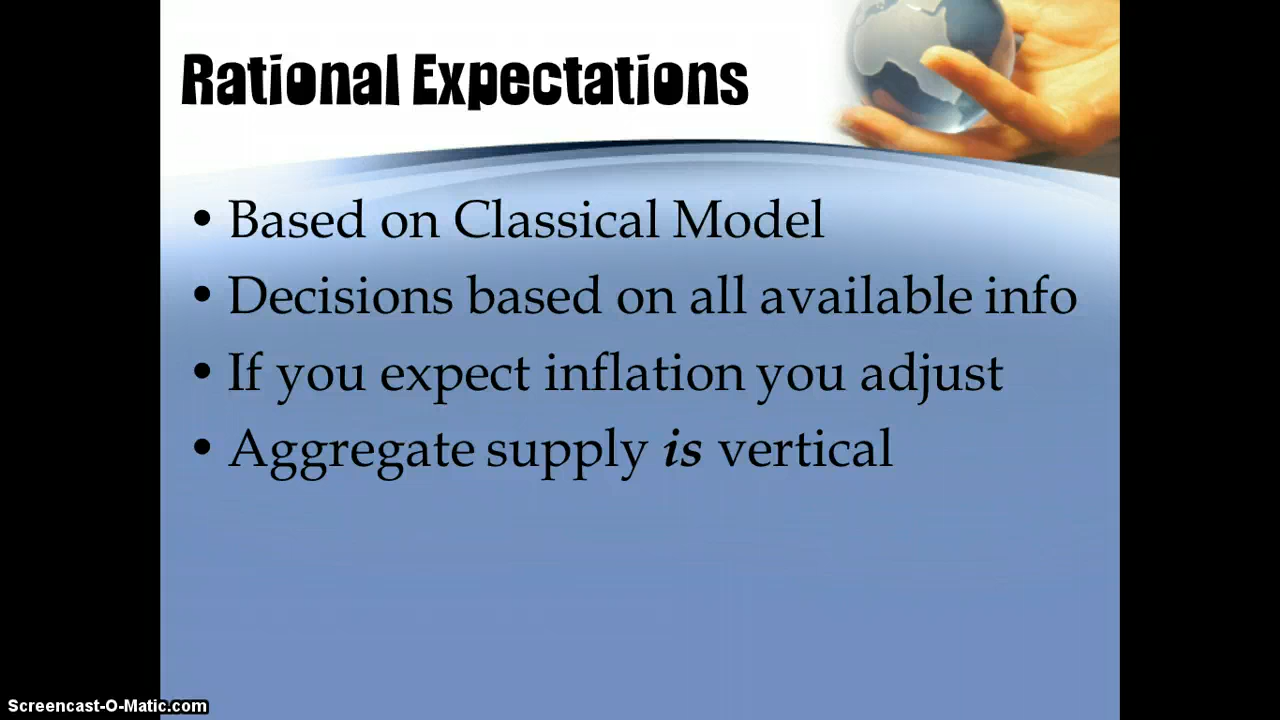 Rational Expectations
• Based on Classical Model
• Decisions based on all available info
• If you expect inflation you adjust
• Aggregate supply is vertical
Screencast-O-Matic.com